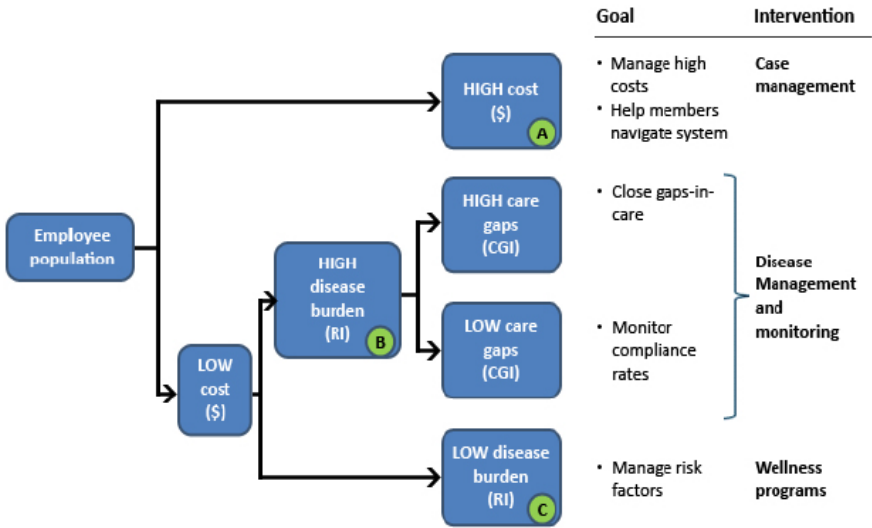 Goal
Intervention
HIGH cost
($)
A
• Manage high
costs
• Help members
navigate system
Case
management
Employee
population
LOW
cost
($)
HIGH
disease
burden
(RI)
B
HIGH care
gaps
(CGI)
• Close gaps-in-
care
LOW care
gaps
(CGI)
• Monitor
compliance
rates
Disease
Management
and
monitoring
LOW disease
burden
(RI)
C
• Manage risk
factors
Wellness
programs